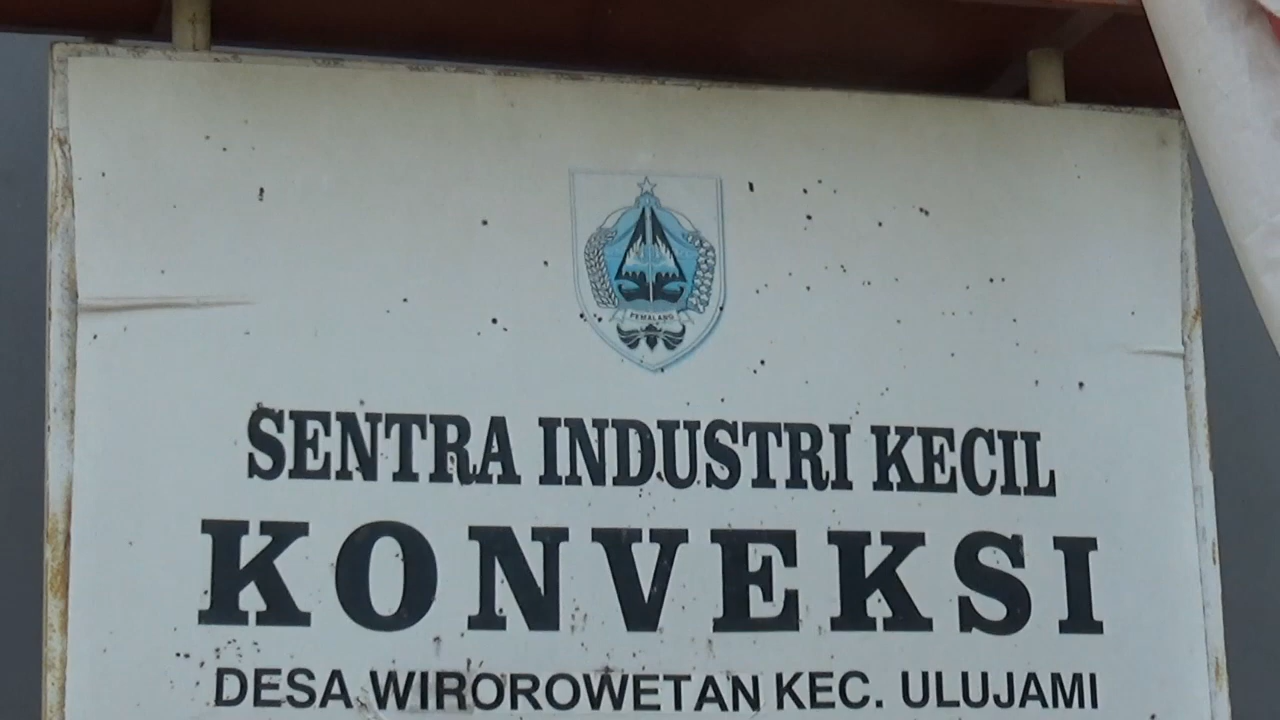 PEMALANG
SENTRA INDUSTRI KECIL
KONVEKSI
DESA WIROROWETAN KEC. ULUJAMI